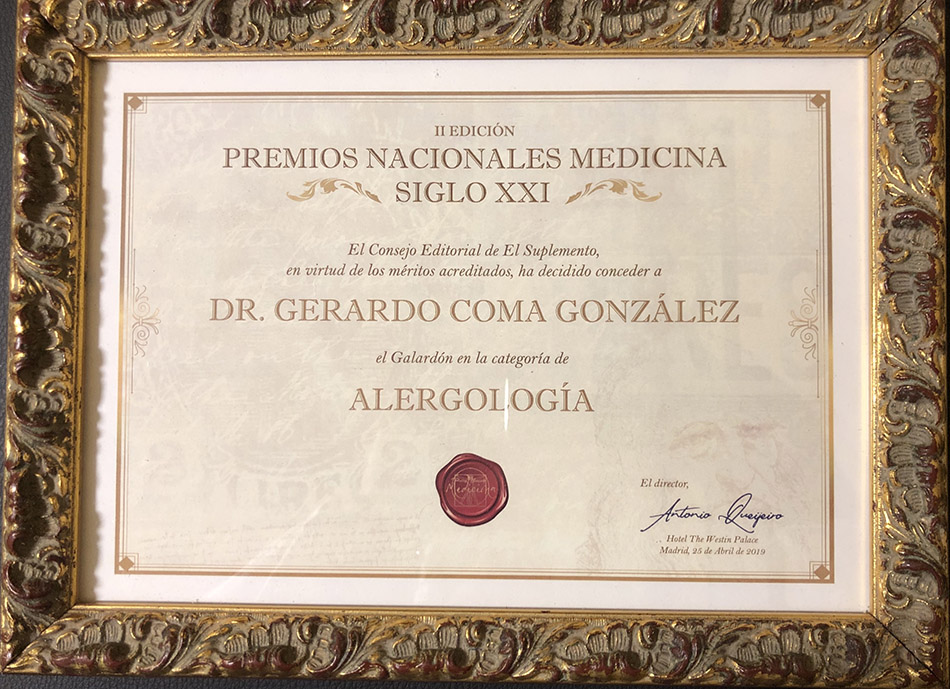 II EDICIÓN
PREMIOS NACIONALES MEDICINA
SIGLO XXI
El Consejo Editorial de El Suplemento,
en virtud de los méritos acreditados, ha decidido conceder a
DR. GERARDO COMA GONZÁLEZ
el Galardón en la categoría de
ALERGOLOGÍA
Medicina
El director,
Antonio Queijeiro
Hotel The Westin Palace
Madrid, 25 de Abril de 2019